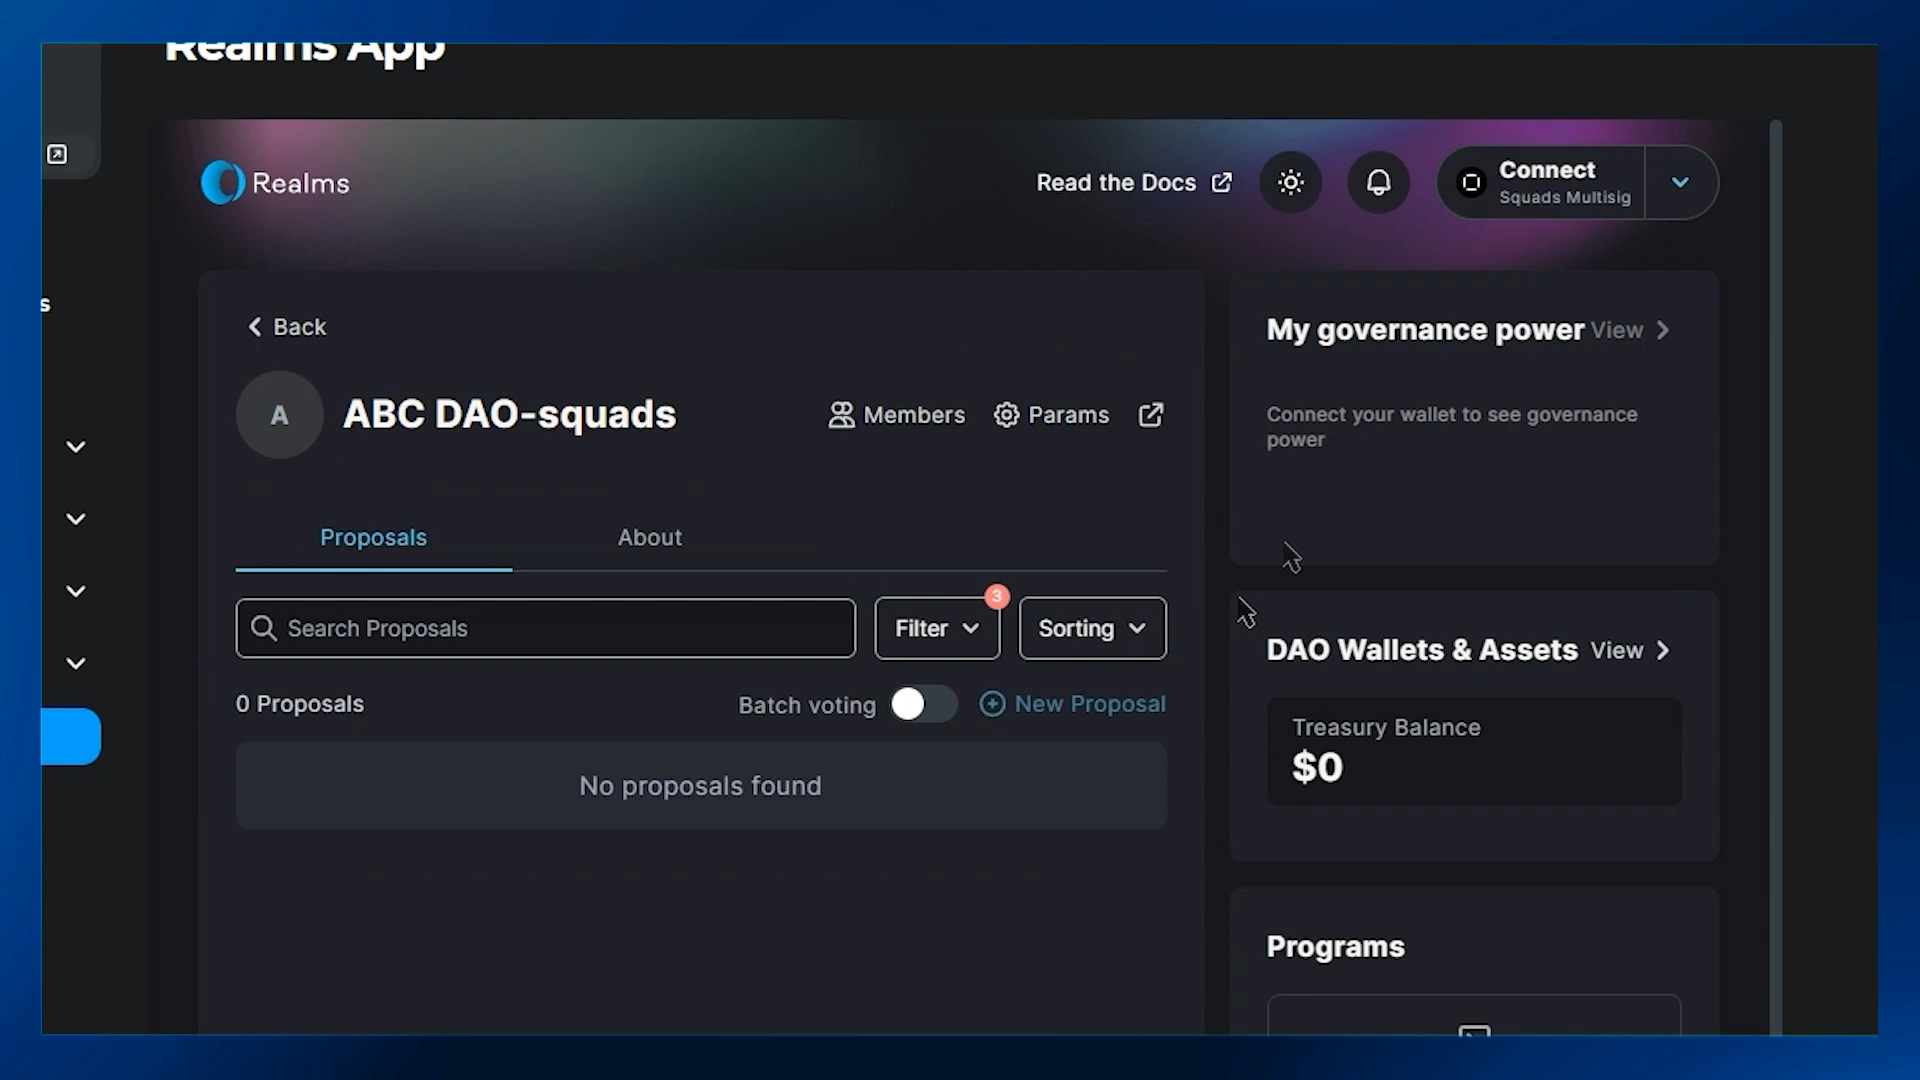 Realms App
Realms
Read the Docs
Connect
Squads Multisig
s
Back
A
ABC DAO-squads
Members
Params
Proposals
About
Search Proposals
Filter
3
Sorting
0 Proposals
Batch voting
New Proposal
No proposals found
My governance power
View
Connect your wallet to see governance
power
DAO Wallets & Assets
View
Treasury Balance
$0
Programs